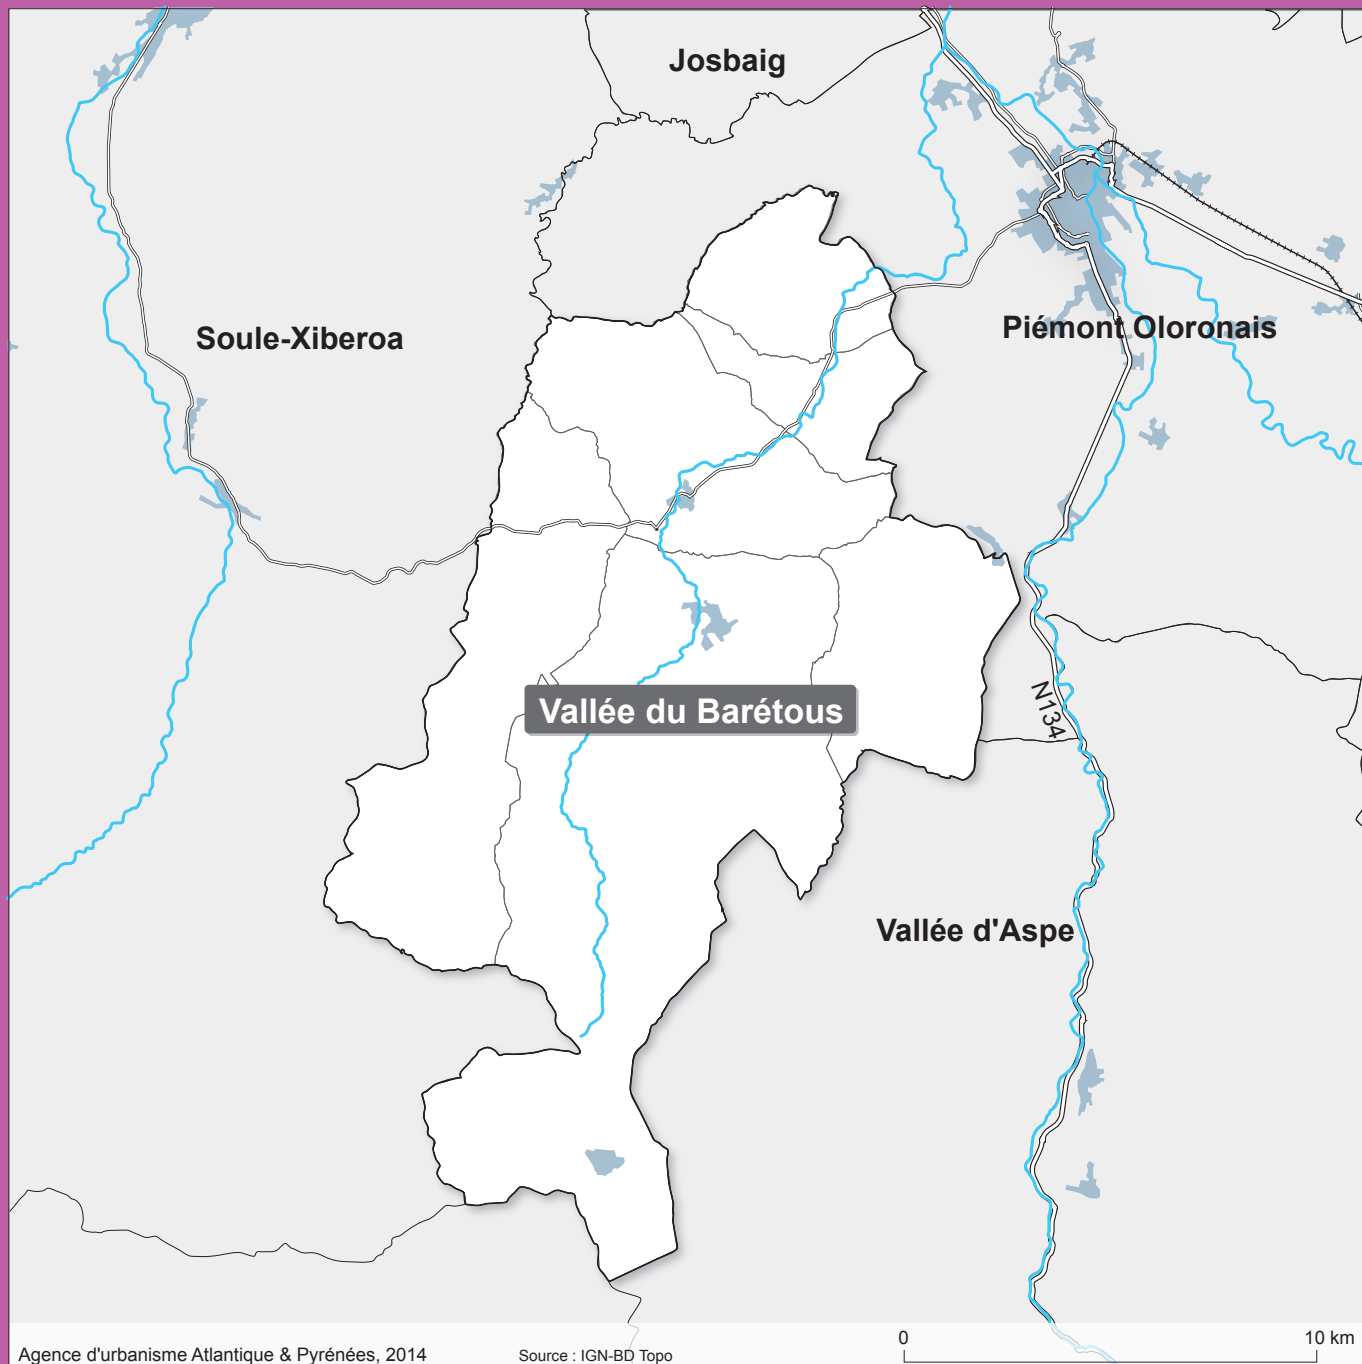 Josbaig
Soule-Xiberoa
Piémont Oloronais
N134
Vallée du Barétous
Vallée d'Aspe
0
10 km
Agence d'urbanisme Atlantique & Pyrénées, 2014
Source : IGN-BD Topo